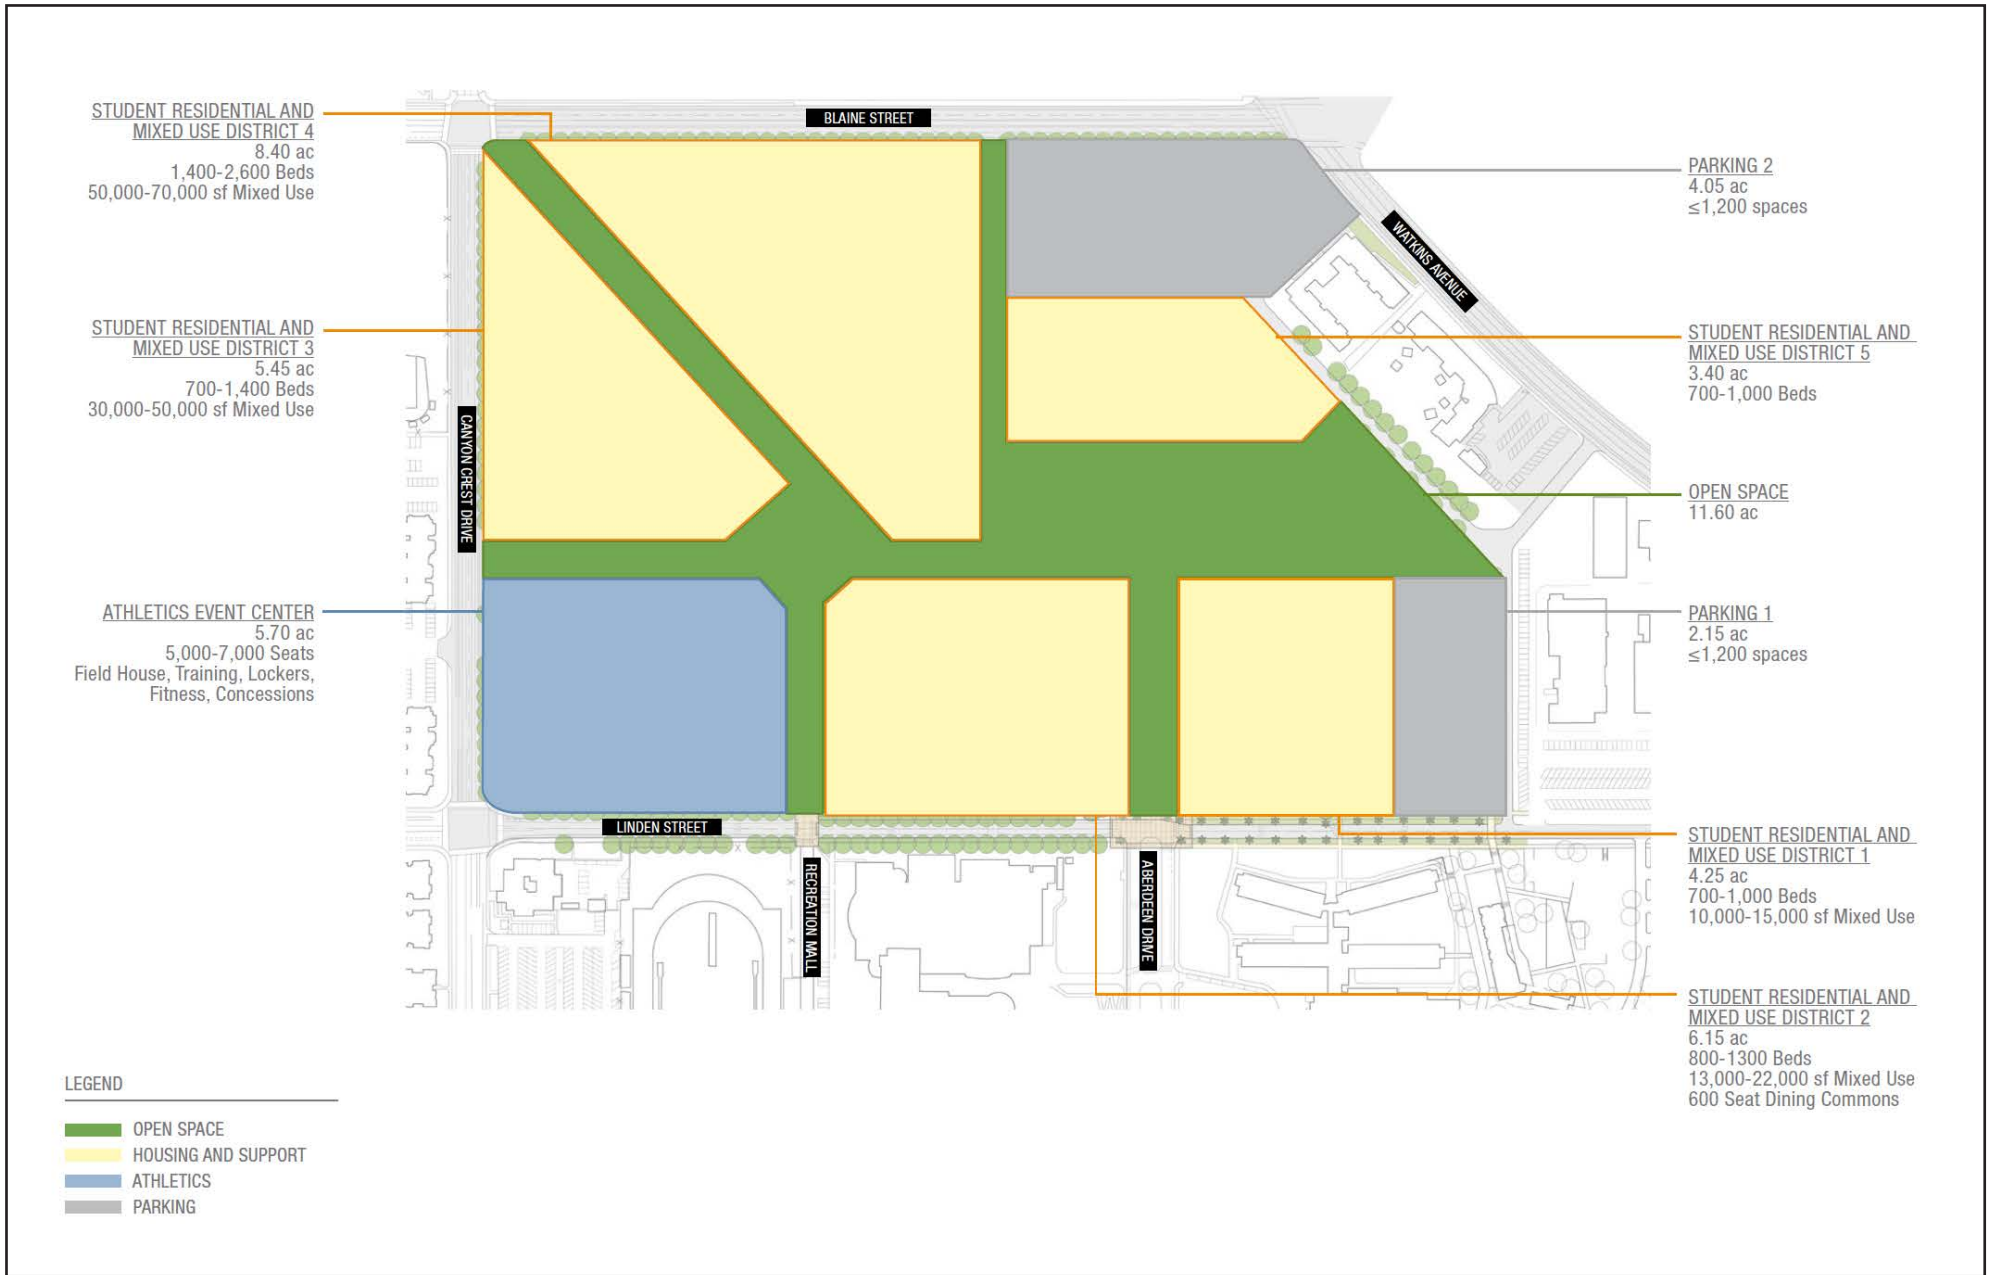 BLAINE STREET
STUDENT RESIDENTIAL AND
MIXED USE DISTRICT 4
8.40 ac
1,400-2,600 Beds
50,000-70,000 sf Mixed Use
STUDENT RESIDENTIAL AND
MIXED USE DISTRICT 3
5.45 ac
700-1,400 Beds
30,000-50,000 sf Mixed Use
CANYON CREST DRIVE
ATHLETICS EVENT CENTER
5.70 ac
5,000-7,000 Seats
Field House, Training, Lockers,
Fitness, Concessions
PARKING 2
4.05 ac
≤1,200 spaces
WATKINS AVENUE
STUDENT RESIDENTIAL AND
MIXED USE DISTRICT 5
3.40 ac
700-1,000 Beds
OPEN SPACE
11.60 ac
PARKING 1
2.15 ac
≤1,200 spaces
LINDEN STREET
RECREATION MALL
ABERDEEN DRIVE
STUDENT RESIDENTIAL AND
MIXED USE DISTRICT 1
4.25 ac
700-1,000 Beds
10,000-15,000 sf Mixed Use
STUDENT RESIDENTIAL AND
MIXED USE DISTRICT 2
6.15 ac
800-1300 Beds
13,000-22,000 sf Mixed Use
600 Seat Dining Commons
LEGEND
OPEN SPACE
HOUSING AND SUPPORT
ATHLETICS
PARKING